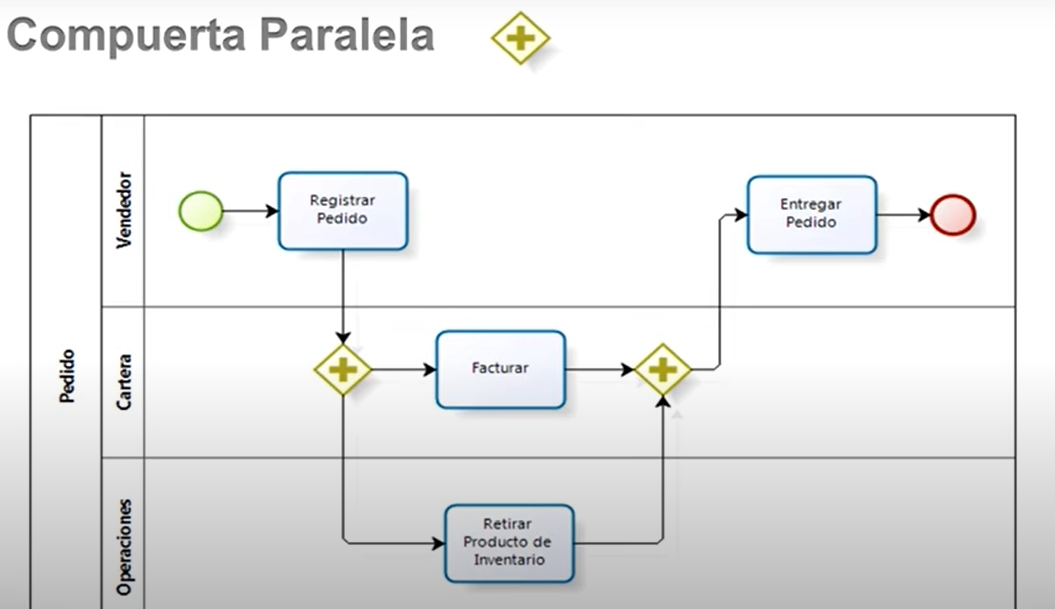 Compuerta Paralela
Pedido
Vendedor
Registrar
Pedido
Entregar
Pedido
Cartera
Facturar
Operaciones
Retirar
Producto de
Inventario